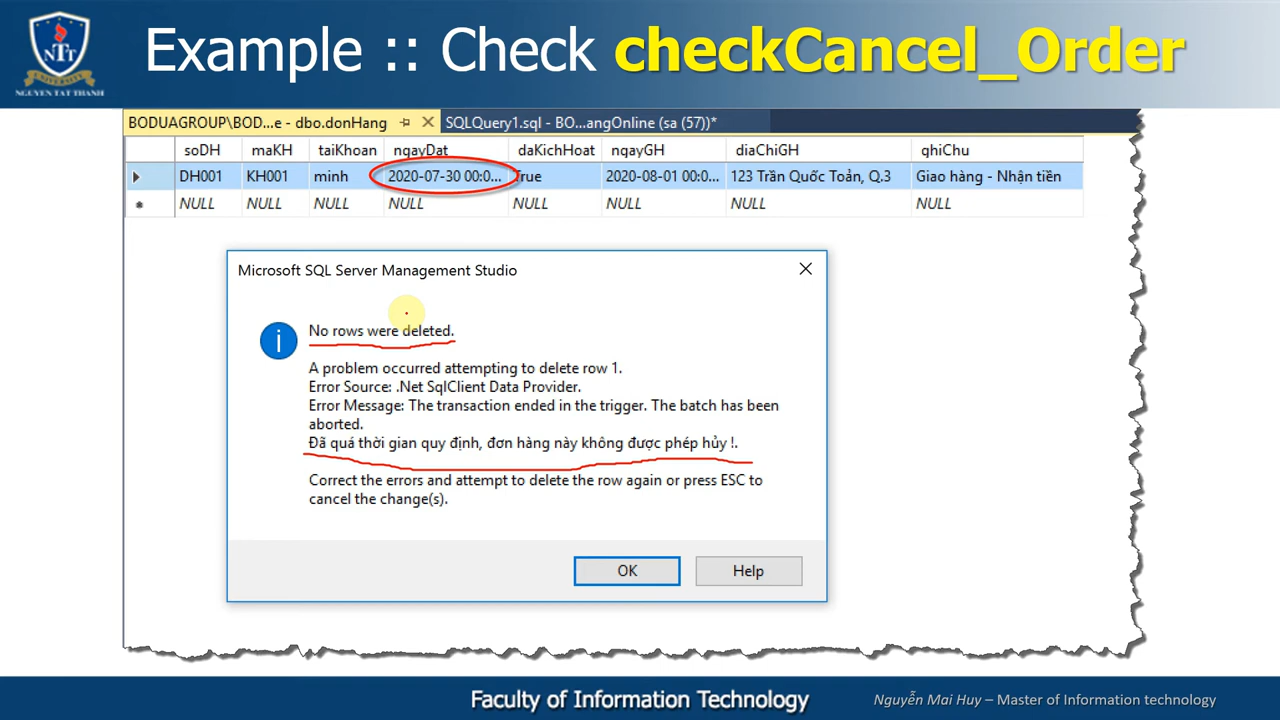 NTT
UNIVERSITY
NGUYEN TAT THANH
Example :: Check checkCancel_Order
BODUAGROUP\BOD...e - dbo.donHang
SQLQuery1.sql - BO...angOnline (sa (57))*
soDH maKH taiKhoan ngayDat daKichHoat ngayGH diaChiGH ghiChu
DH001 KH001 minh 2020-07-30 00:0... True 2020-08-01 00:0... 123 Trần Quốc Toản, Q.3 Giao hàng - Nhận tiền
NULL NULL NULL NULL NULL NULL NULL NULL
Microsoft SQL Server Management Studio
No rows were deleted.
A problem occurred attempting to delete row 1.
Error Source: .Net SqlClient Data Provider.
Error Message: The transaction ended in the trigger. The batch has been
aborted.
Đã quá thời gian quy định, đơn hàng này không được phép hủy !.
Correct the errors and attempt to delete the row again or press ESC to
cancel the change(s).
OK Help
Faculty of Information Technology
Nguyễn Mai Huy – Master of Information technology